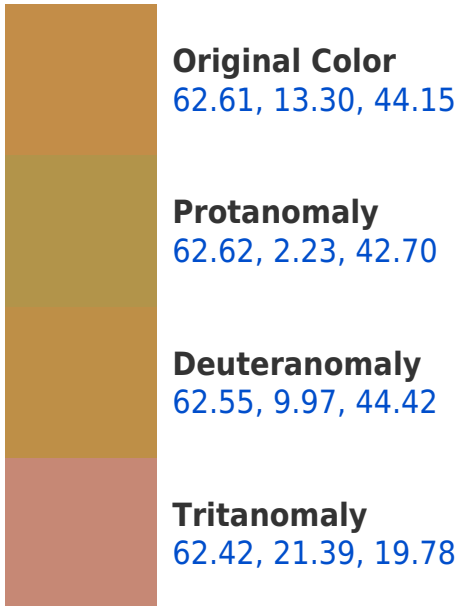 Original Color
62.61, 13.30, 44.15
Protanomaly
62.62, 2.23, 42.70
Deuteranomaly
62.55, 9.97, 44.42
Tritanomaly
62.42, 21.39, 19.78